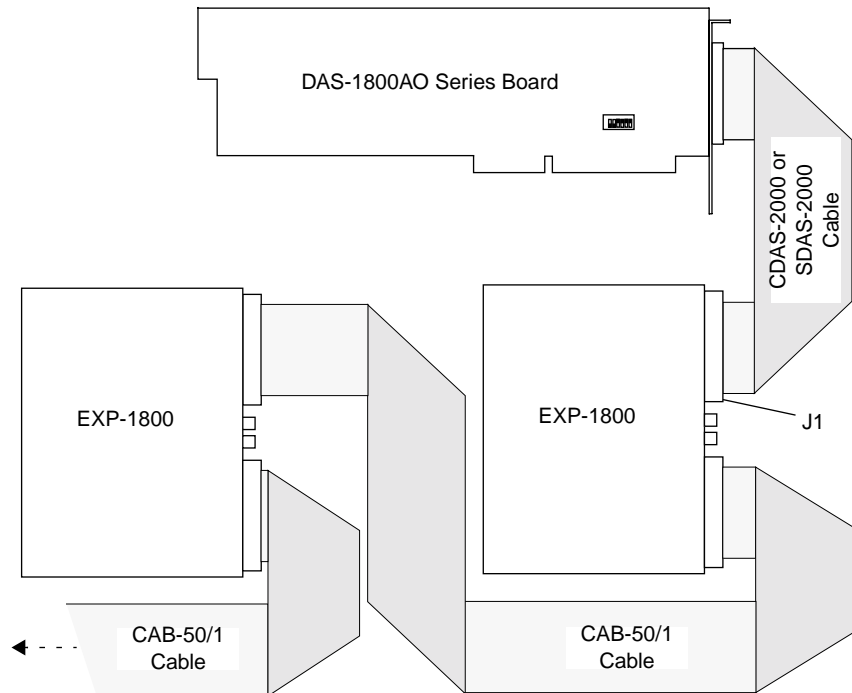 DAS-1800AO Series Board
CDAS-2000 or
SDAS-2000
Cable
EXP-1800
EXP-1800
J1
CAB-50/1
Cable
CAB-50/1
Cable